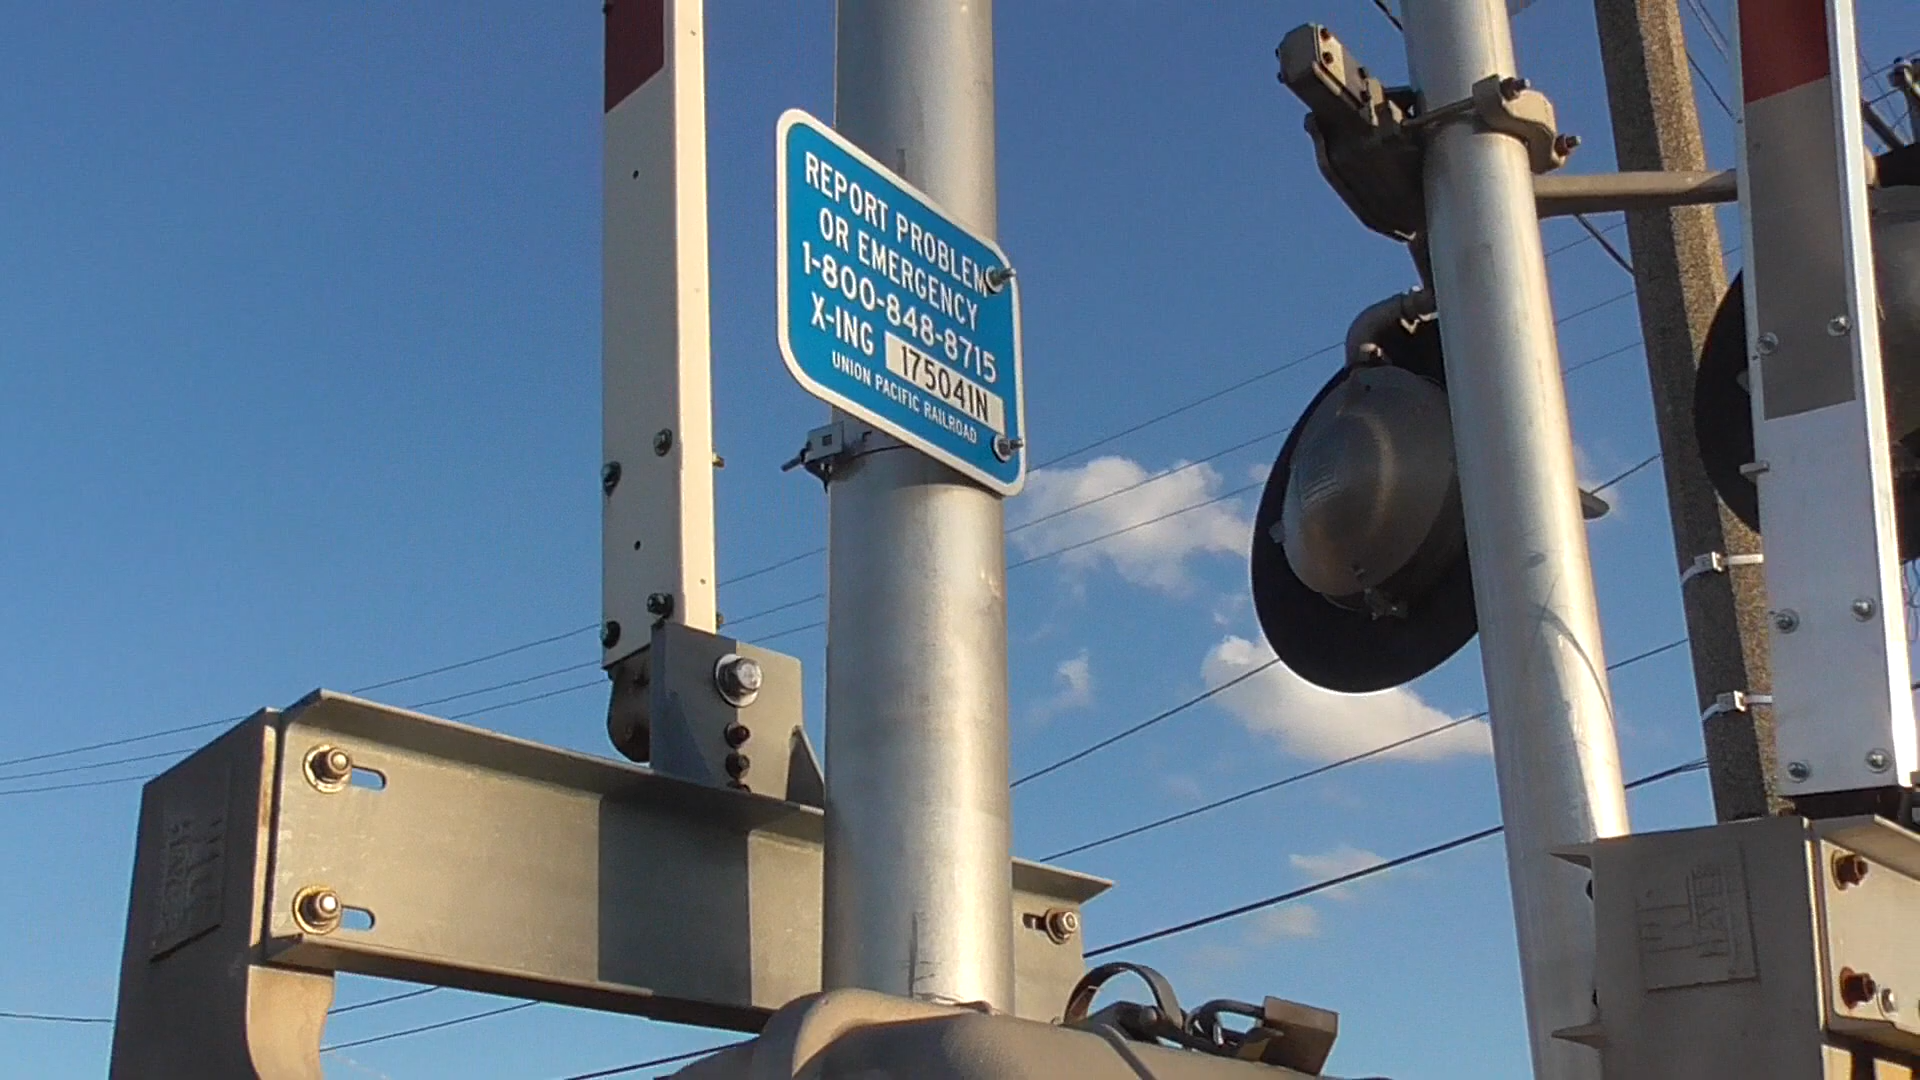 REPORT PROBLEM
OR EMERGENCY
1-800-848-8715
X-ING 175041N
UNION PACIFIC RAILROAD